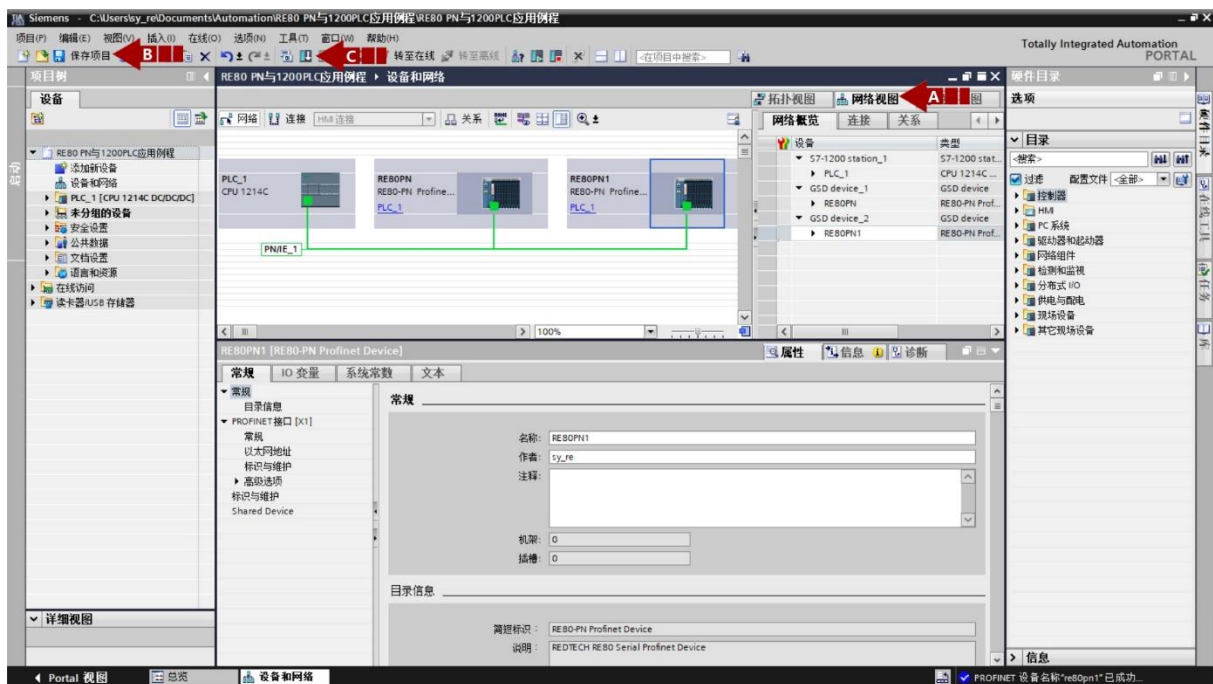 Siemens - C:\Users\sy_re\Documents\Automation\RE80 PN与1200PLC应用例程\RE80 PN与1200PLC应用例程
项目(P) 编辑(E) 视图(V) 插入(I) 在线(O) 选项(N) 工具(T) 窗口(W) 帮助(H)
Totally Integrated Automation
PORTAL
保存项目 B C 转至在线 转至离线 <在项目中搜索>
项目树
RE80 PN与1200PLC应用例程 ▸ 设备和网络
硬件目录
设备
拓扑视图 网络视图 A 图
选项
网络 连接 HMI 连接 关系
网络概览 连接 关系
目录
RE80 PN与1200PLC应用例程
添加新设备
设备和网络
PLC_1 [CPU 1214C DC/DC/DC]
未分组的设备
安全设置
公共数据
文档设置
语言和资源
在线访问
读卡器/USB 存储器
PLC_1
CPU 1214C
RE80PN
RE80-PN Profine...
PLC_1
RE80PN1
RE80-PN Profine...
PLC_1
PN/IE_1
100%
设备 类型
S7-1200 station_1 S7-1200 stat...
PLC_1 CPU 1214C ...
GSD device_1 GSD device
RE80PN RE80-PN Prof...
GSD device_2 GSD device
RE80PN1 RE80-PN Prof...
<搜索>
过滤 配置文件 <全部>
控制器
HMI
PC 系统
驱动器和起动器
网络组件
检测和监视
分布式 I/O
供电与配电
现场设备
其它现场设备
硬件目录
在线工具
任务
库
启动
RE80PN1 [RE80-PN Profinet Device]
属性 信息 诊断
常规 IO 变量 系统常数 文本
常规
目录信息
PROFINET接口 [X1]
常规
以太网地址
标识与维护
高级选项
标识与维护
Shared Device
常规
名称: RE80PN1
作者: sy_re
注释:
机架: 0
插槽: 0
目录信息
简短标识: RE80-PN Profinet Device
说明: REDTECH RE80 Serial Profinet Device
详细视图
信息
Portal 视图 总览 设备和网络
PROFINET 设备名称“re80pn1”已成功...